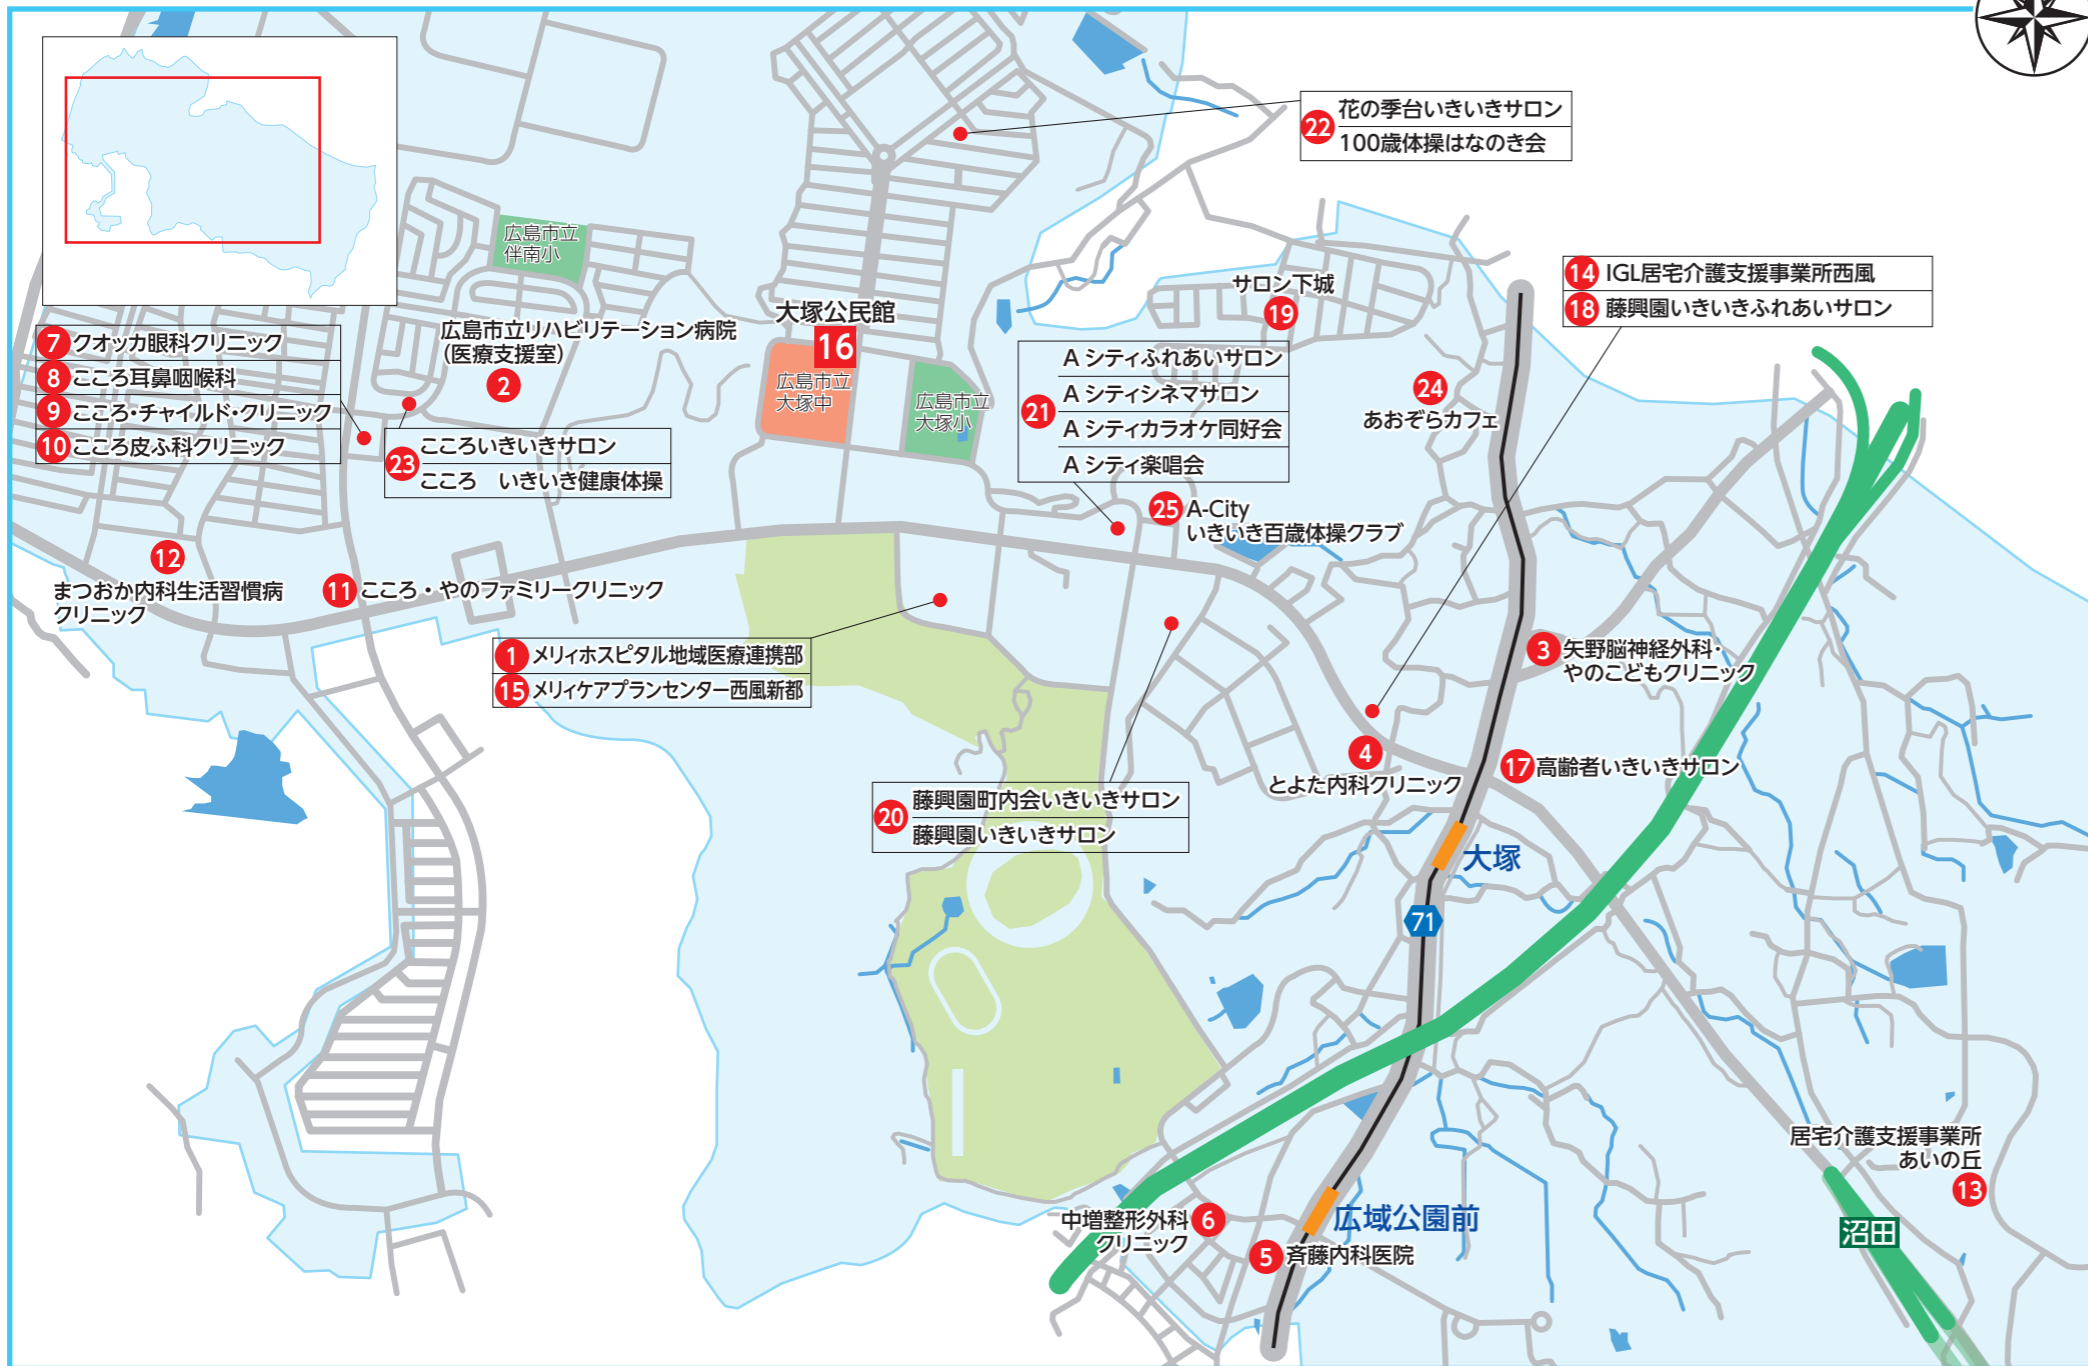 22
花の季台いきいきサロン
100歳体操はなのき会
広島市立
伴南小
14 IGL居宅介護支援事業所西風
18 藤興園いきいきふれあいサロン
サロン下城
19
大塚公民館
16
広島市立
大塚中
広島市立
大塚小
広島市立リハビリテーション病院
（医療支援室）
2
7 クオッカ眼科クリニック
8 こころ耳鼻咽喉科
9 こころ・チャイルド・クリニック
10 こころ皮ふ科クリニック
21
A シティふれあいサロン
A シティシネマサロン
A シティカラオケ同好会
A シティ楽唱会
24
あおぞらカフェ
23
こころいきいきサロン
こころ　いきいき健康体操
25 A-City
いきいき百歳体操クラブ
12
まつおか内科生活習慣病
クリニック
11 こころ・やのファミリークリニック
1 メリィホスピタル地域医療連携部
15 メリィケアプランセンター西風新都
3 矢野脳神経外科・
やのこどもクリニック
4
とよた内科クリニック
17 高齢者いきいきサロン
20
藤興園町内会いきいきサロン
藤興園いきいきサロン
大塚
71
居宅介護支援事業所
あいの丘
13
中増整形外科
クリニック
6
広域公園前
5 斉藤内科医院
沼田